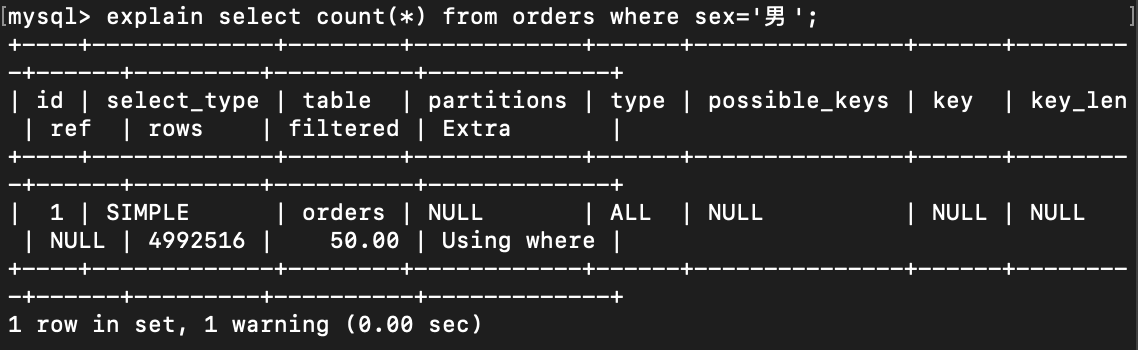 [mysql> explain select count(*) from orders where sex='男'; ]
+----+-------------+--------+------------+------+---------------+------+--------
-+------+---------+----------+-------------+
| id | select_type | table  | partitions | type | possible_keys | key  | key_len
 | ref  | rows    | filtered | Extra       |
+----+-------------+--------+------------+------+---------------+------+--------
-+------+---------+----------+-------------+
|  1 | SIMPLE      | orders | NULL       | ALL  | NULL          | NULL | NULL
 | NULL | 4992516 |    50.00 | Using where |
+----+-------------+--------+------------+------+---------------+------+--------
-+------+---------+----------+-------------+
1 row in set, 1 warning (0.00 sec)